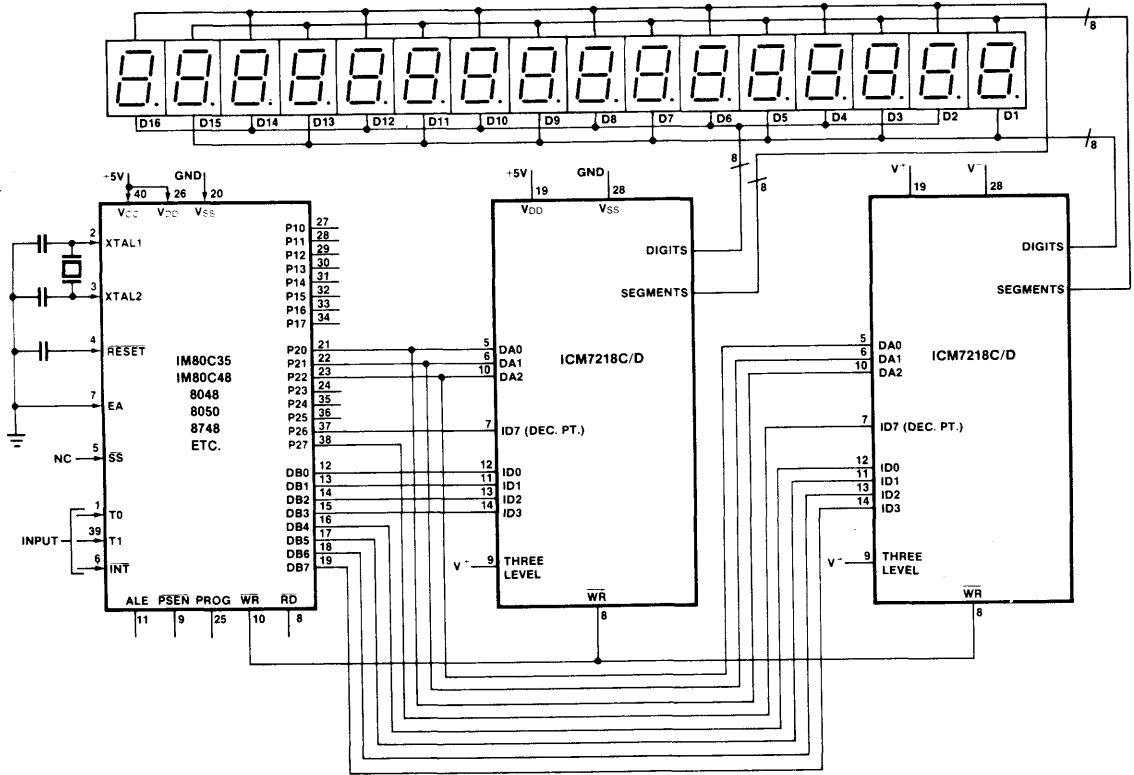 8
D16 D15 D14 D13 D12 D11 D10 D9 D8 D7 D6 D5 D4 D3 D2 D1
8
8
8
+5V GND
40 26 20
VCC VDD VSS
+5V GND
19 28
VDD VSS
V+ V−
19 28
2 XTAL1
3 XTAL2
4 RESET
7 EA
NC 5 SS
INPUT
1 T0
39 T1
6 INT
IM80C35
IM80C48
8048
8050
8748
ETC.
P10 27
P11 28
P12 29
P13 30
P14 31
P15 32
P16 33
P17 34
P20 21
P21 22
P22 23
P23 24
P24 35
P25 36
P26 37
P27 38
DB0 12
DB1 13
DB2 14
DB3 15
DB4 16
DB5 17
DB6 18
DB7 19
ALE PSEN PROG WR RD
11 9 25 10 8
DIGITS
SEGMENTS
ICM7218C/D
5 DA0
6 DA1
10 DA2
7 ID7 (DEC. PT.)
12 ID0
11 ID1
13 ID2
14 ID3
V+ 9 THREE
LEVEL
WR
8
DIGITS
SEGMENTS
ICM7218C/D
5 DA0
6 DA1
10 DA2
7 ID7 (DEC. PT.)
12 ID0
11 ID1
13 ID2
14 ID3
V+ 9 THREE
LEVEL
WR
8